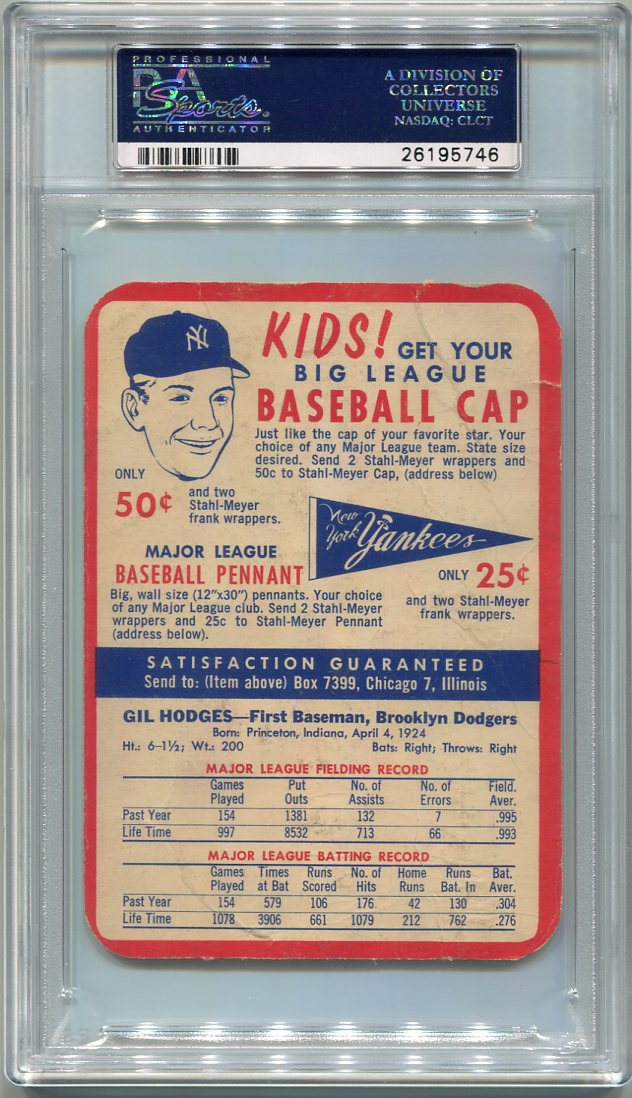 PROFESSIONAL
PSA
Sports.
AUTHENTICATOR
A DIVISION OF
COLLECTORS
UNIVERSE
NASDAQ: CLCT
26195746
NY
KIDS! GET YOUR
BIG LEAGUE
BASEBALL CAP
Just like the cap of your favorite star. Your
choice of any Major League team. State size
desired. Send 2 Stahl-Meyer wrappers and
50c to Stahl-Meyer Cap, (address below)
ONLY
50¢ and two
Stahl-Meyer
frank wrappers.
New
York Yankees
MAJOR LEAGUE
BASEBALL PENNANT
Big, wall size (12"x30") pennants. Your choice
of any Major League club. Send 2 Stahl-Meyer
wrappers and 25c to Stahl-Meyer Pennant
(address below).
ONLY 25¢
and two Stahl-Meyer
frank wrappers.
SATISFACTION GUARANTEED
Send to: (Item above) Box 7399, Chicago 7, Illinois
GIL HODGES—First Baseman, Brooklyn Dodgers
Born: Princeton, Indiana, April 4, 1924
Ht.: 6-1½; Wt.: 200 Bats: Right; Throws: Right
MAJOR LEAGUE FIELDING RECORD
Games Put No. of No. of Field.
Played Outs Assists Errors Aver.
Past Year 154 1381 132 7 .995
Life Time 997 8532 713 66 .993
MAJOR LEAGUE BATTING RECORD
Games Times Runs No. of Home Runs Bat.
Played at Bat Scored Hits Runs Bat. In Aver.
Past Year 154 579 106 176 42 130 .304
Life Time 1078 3906 661 1079 212 762 .276